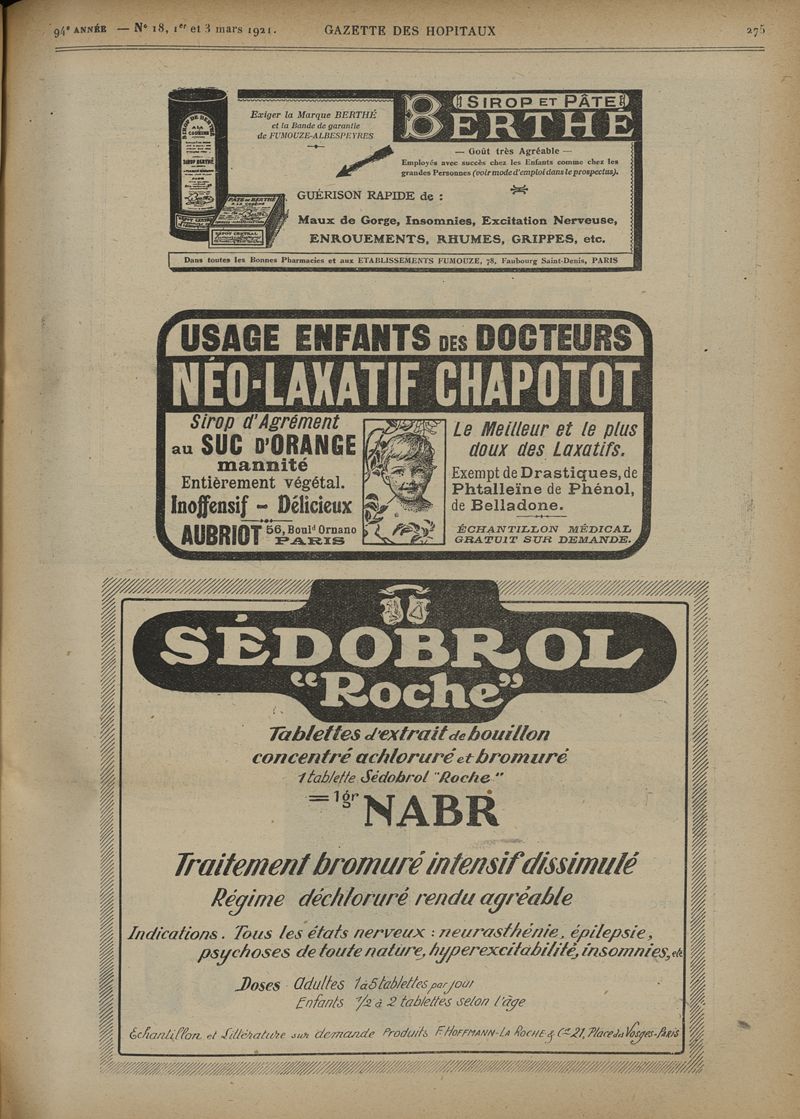 94e ANNÉE — No 18, 1er et 3 mars 1921.
GAZETTE DES HOPITAUX
275
SIROP ET PÂTE
BERTHÉ
Exiger la Marque BERTHÉ
et la Bande de garantie
de FUMOUZE-ALBESPEYRES
— Goût très Agréable —
Employés avec succès chez les Enfants comme chez les
grandes Personnes (voir mode d'emploi dans le prospectus).
GUÉRISON RAPIDE de :
Maux de Gorge, Insomnies, Excitation Nerveuse,
ENROUEMENTS, RHUMES, GRIPPES, etc.
Dans toutes les Bonnes Pharmacies et aux ETABLISSEMENTS FUMOUZE, 78, Faubourg Saint-Denis, PARIS
USAGE ENFANTS DES DOCTEURS
NÉO-LAXATIF CHAPOTOT
Sirop d'Agrément
au SUC D'ORANGE
mannité
Entièrement végétal.
Inoffensif - Délicieux
AUBRIOT 56, Bould Ornano
PARIS
Le Meilleur et le plus
doux des Laxatifs.
Exempt de Drastiques, de
Phtalleïne de Phénol,
de Belladone.
ÉCHANTILLON MÉDICAL
GRATUIT SUR DEMANDE.
SÉDOBROL
"Roche"
Tablettes d'extrait de bouillon
concentré achloruré et bromuré
1 tablette Sédobrol "Roche"
= 1gr NABR
Traitement bromuré intensif dissimulé
Régime déchloruré rendu agréable
Indications. Tous les états nerveux : neurasthénie, épilepsie,
psychoses de toute nature, hyperexcitabilité, insomnies, etc
Doses Adultes 1 à 5 tablettes par jour
Enfants 1/2 à 2 tablettes selon l'âge
Échantillon et Littérature sur demande Produits F. HOFFMANN-LA ROCHE & Cie 21, Place des Vosges-PARIS